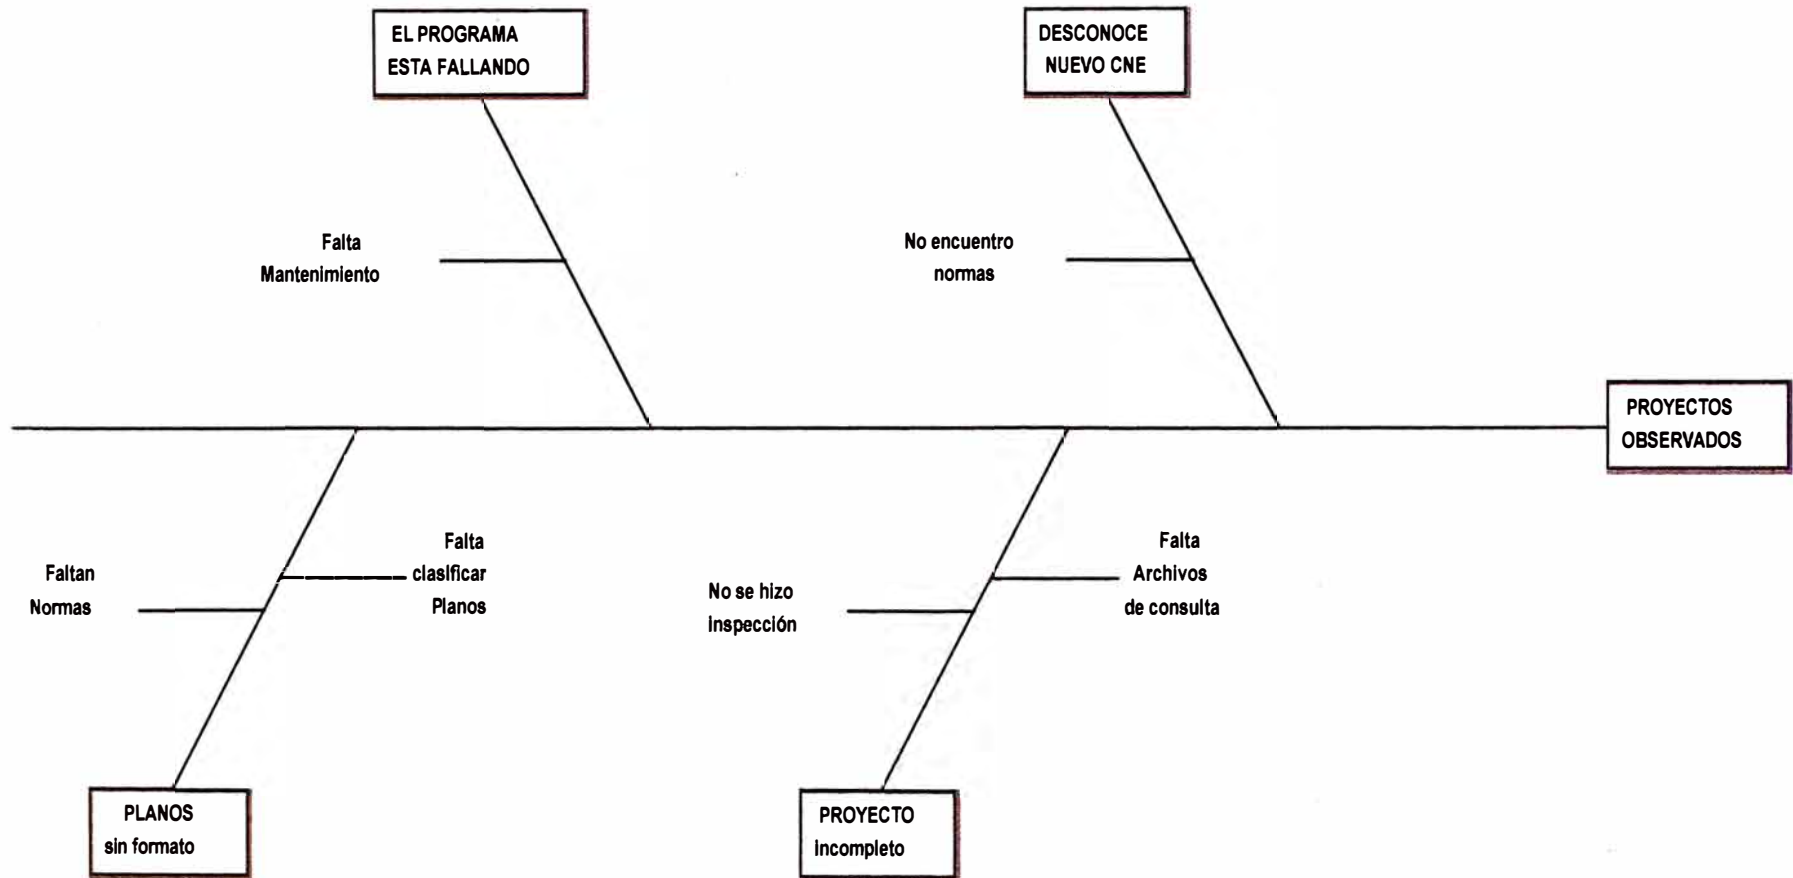 EL PROGRAMA
ESTA FALLANDO
DESCONOCE
NUEVO CNE
Falta
Mantenimiento
No encuentro
normas
PROYECTOS
OBSERVADOS
Faltan
Normas
Falta
clasificar
Planos
No se hizo
inspección
Falta
Archivos
de consulta
PLANOS
sin formato
PROYECTO
incompleto